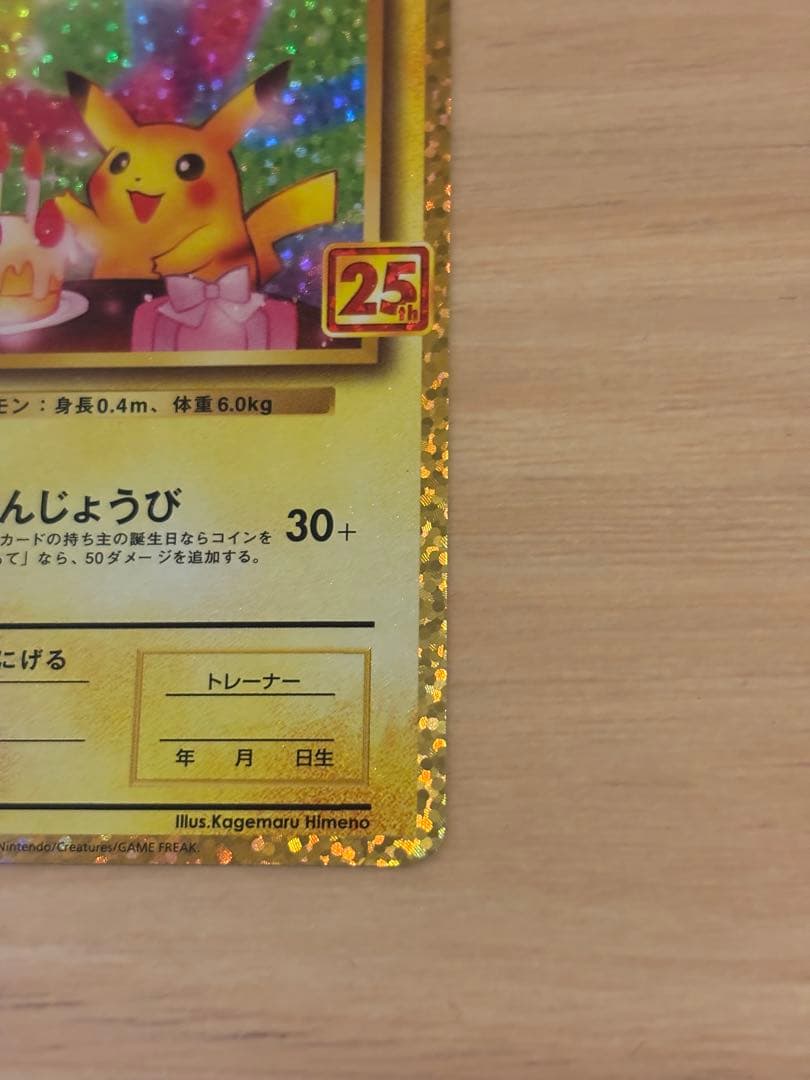 25th
モン：身長0.4m、体重6.0kg
んじょうび
30+
カードの持ち主の誕生日ならコインを
て」なら、50ダメージを追加する。
にげる
トレーナー
年 月 日生
Illus.Kagemaru Himeno
Nintendo/Creatures/GAME FREAK.